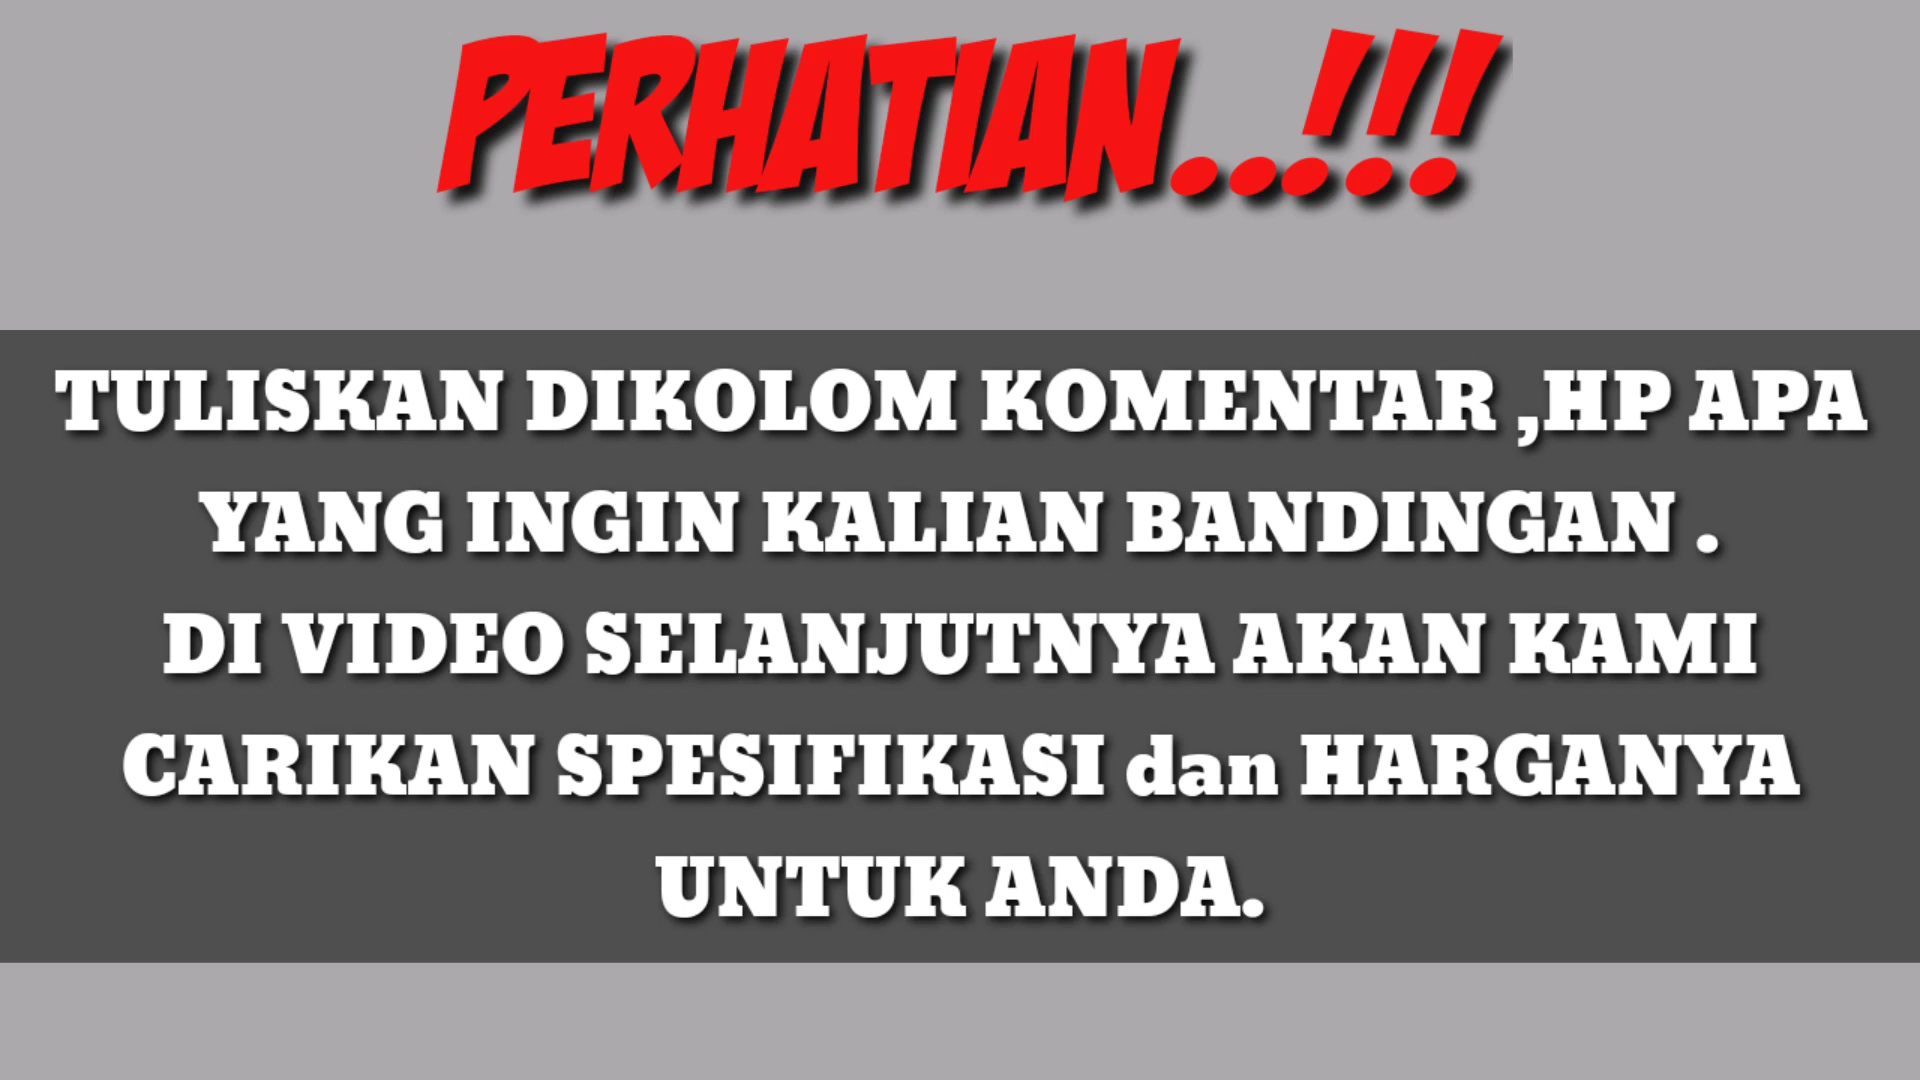 PERHATIAN...!!!
TULISKAN DIKOLOM KOMENTAR ,HP APA
YANG INGIN KALIAN BANDINGAN .
DI VIDEO SELANJUTNYA AKAN KAMI
CARIKAN SPESIFIKASI dan HARGANYA
UNTUK ANDA.